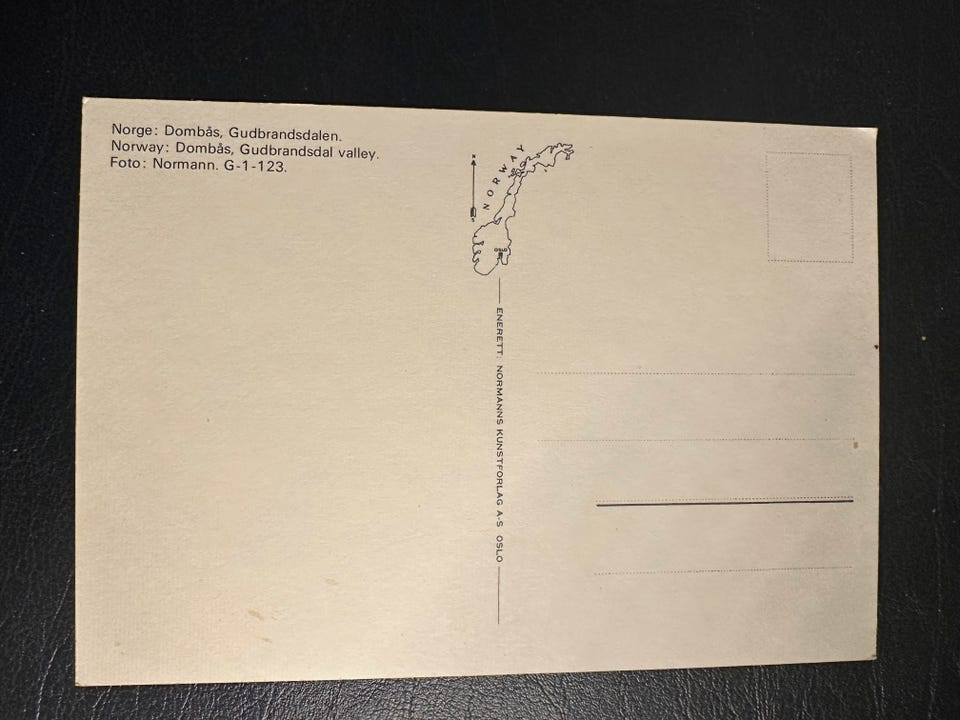 Norge: Dombås, Gudbrandsdalen.
Norway: Dombås, Gudbrandsdal valley.
Foto: Normann. G-1-123.
NORWAY
OSLO
ENERETT: NORMANNS KUNSTFORLAG A-S OSLO